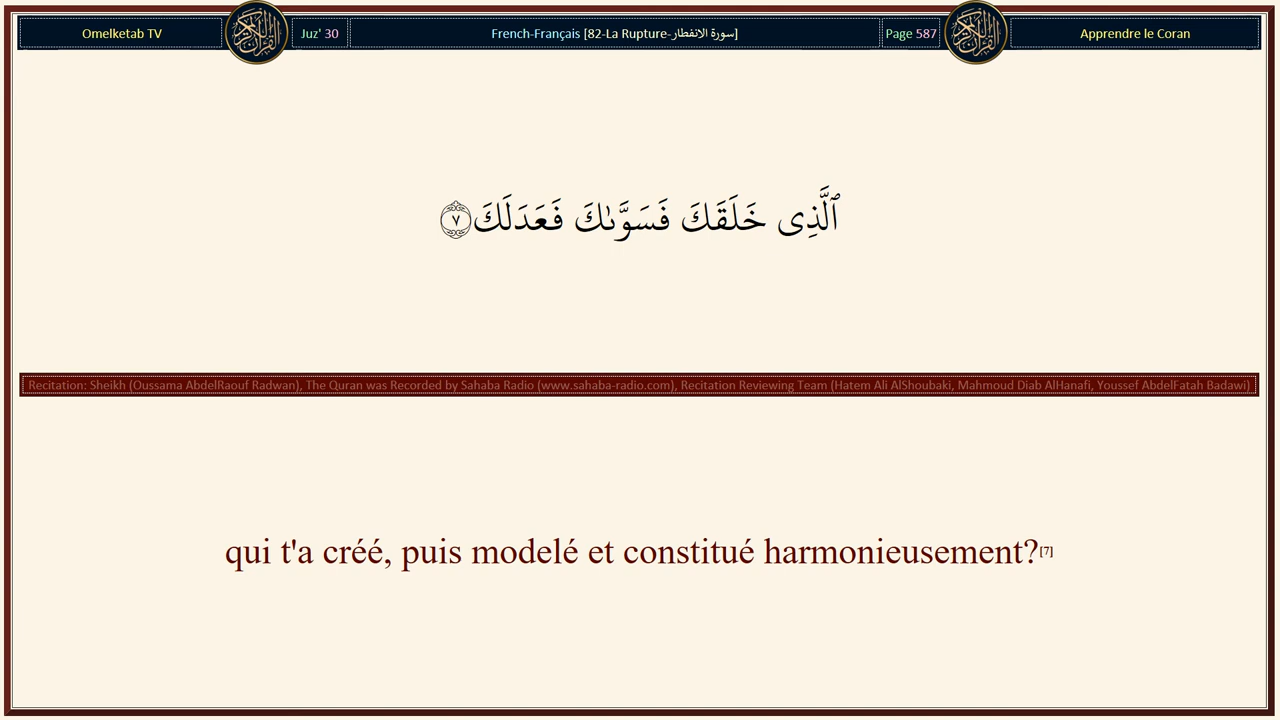 Omelketab TV
Juz' 30
French-Français [82-La Rupture-سورة الانفطار]
Page 587
Apprendre le Coran
ٱلَّذِى خَلَقَكَ فَسَوَّىٰكَ فَعَدَلَكَ ٧
Recitation: Sheikh (Oussama AbdelRaouf Radwan), The Quran was Recorded by Sahaba Radio (www.sahaba-radio.com), Recitation Reviewing Team (Hatem Ali AlShoubaki, Mahmoud Diab AlHanafi, Youssef AbdelFatah Badawi)
qui t'a créé, puis modelé et constitué harmonieusement?[7]